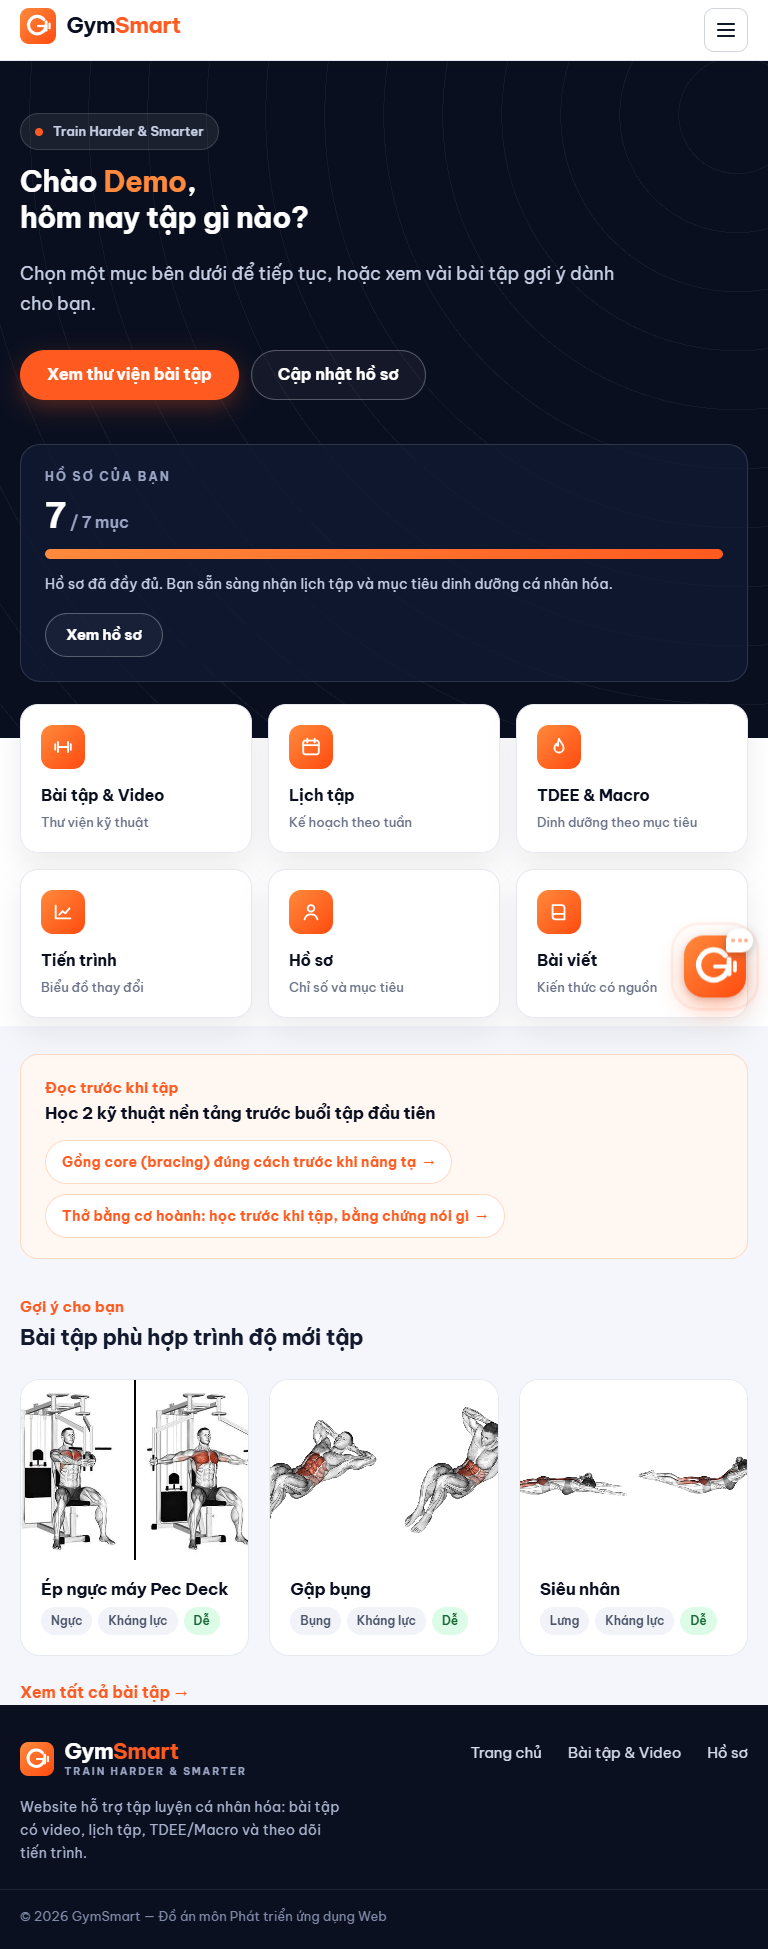 GymSmart
Train Harder & Smarter
Chào Demo,
hôm nay tập gì nào?
Chọn một mục bên dưới để tiếp tục, hoặc xem vài bài tập gợi ý dành
cho bạn.
Xem thư viện bài tập
Cập nhật hồ sơ
HỒ SƠ CỦA BẠN
7 / 7 mục
Hồ sơ đã đầy đủ. Bạn sẵn sàng nhận lịch tập và mục tiêu dinh dưỡng cá nhân hóa.
Xem hồ sơ
Bài tập & Video
Thư viện kỹ thuật
Lịch tập
Kế hoạch theo tuần
TDEE & Macro
Dinh dưỡng theo mục tiêu
Tiến trình
Biểu đồ thay đổi
Hồ sơ
Chỉ số và mục tiêu
Bài viết
Kiến thức có nguồn
Đọc trước khi tập
Học 2 kỹ thuật nền tảng trước buổi tập đầu tiên
Gồng core (bracing) đúng cách trước khi nâng tạ →
Thở bằng cơ hoành: học trước khi tập, bằng chứng nói gì →
Gợi ý cho bạn
Bài tập phù hợp trình độ mới tập
Ép ngực máy Pec Deck
Ngực Kháng lực Dễ
Gập bụng
Bụng Kháng lực Dễ
Siêu nhân
Lưng Kháng lực Dễ
Xem tất cả bài tập →
GymSmart
TRAIN HARDER & SMARTER
Website hỗ trợ tập luyện cá nhân hóa: bài tập
có video, lịch tập, TDEE/Macro và theo dõi
tiến trình.
Trang chủ
Bài tập & Video
Hồ sơ
© 2026 GymSmart — Đồ án môn Phát triển ứng dụng Web